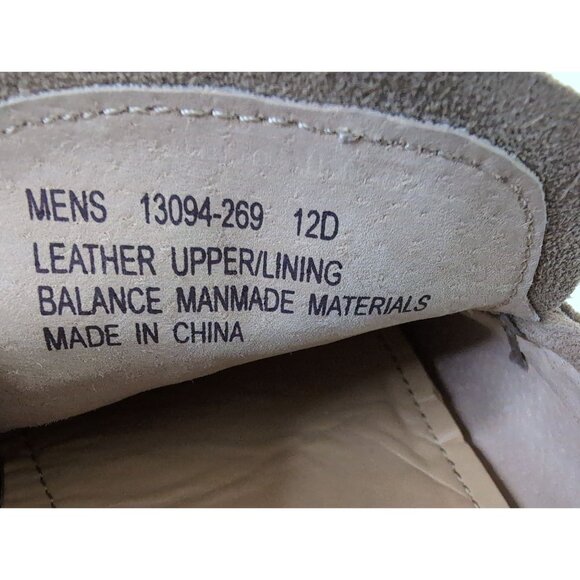 MENS 13094-269 12D
LEATHER UPPER/LINING
BALANCE MANMADE MATERIALS
MADE IN CHINA